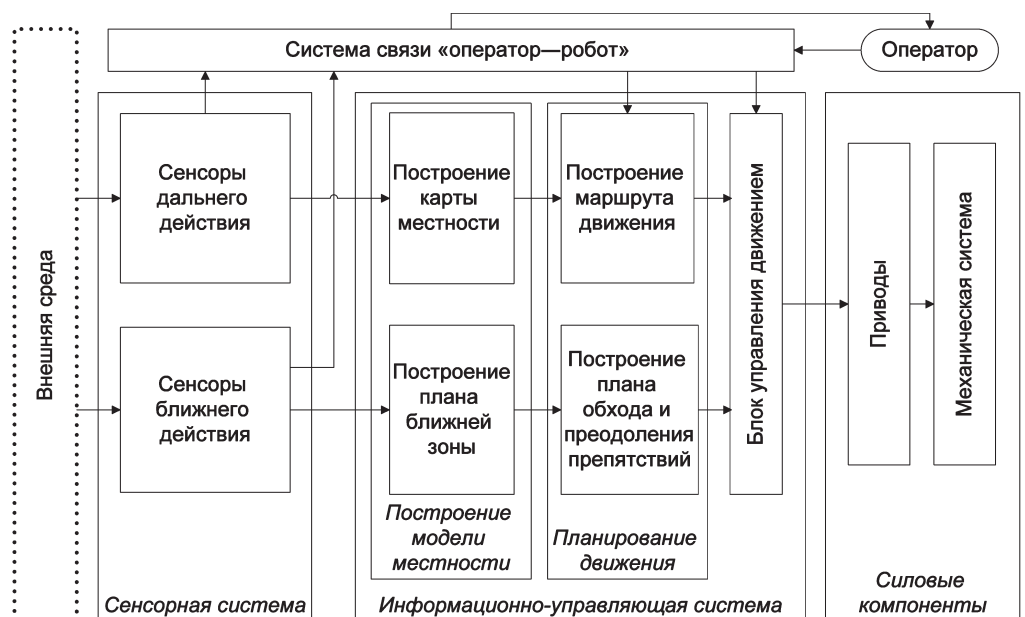 Система связи «оператор—робот»
Оператор
Внешняя среда
Сенсоры
дальнего
действия
Построение
карты
местности
Построение
маршрута
движения
Сенсоры
ближнего
действия
Построение
плана
ближней
зоны
Построение
плана
обхода и
преодоления
препятствий
Блок управления движением
Приводы
Механическая система
Построение
модели
местности
Планирование
движения
Сенсорная система
Информационно-управляющая система
Силовые
компоненты